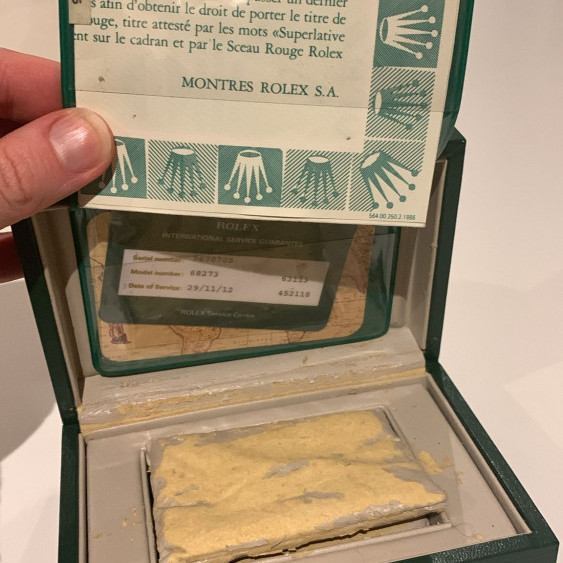 s afin d'obtenir le droit de porter le titre de
ouge, titre attesté par les mots «Superlative
nt sur le cadran et par le Sceau Rouge Rolex
MONTRES ROLEX S.A.
564.00.250.2.1988
ROLEX
INTERNATIONAL SERVICE GUARANTEE
Serial number:
Model number: 68273
Date of Service: 29/11/12 452118
ROLEX Service Centre